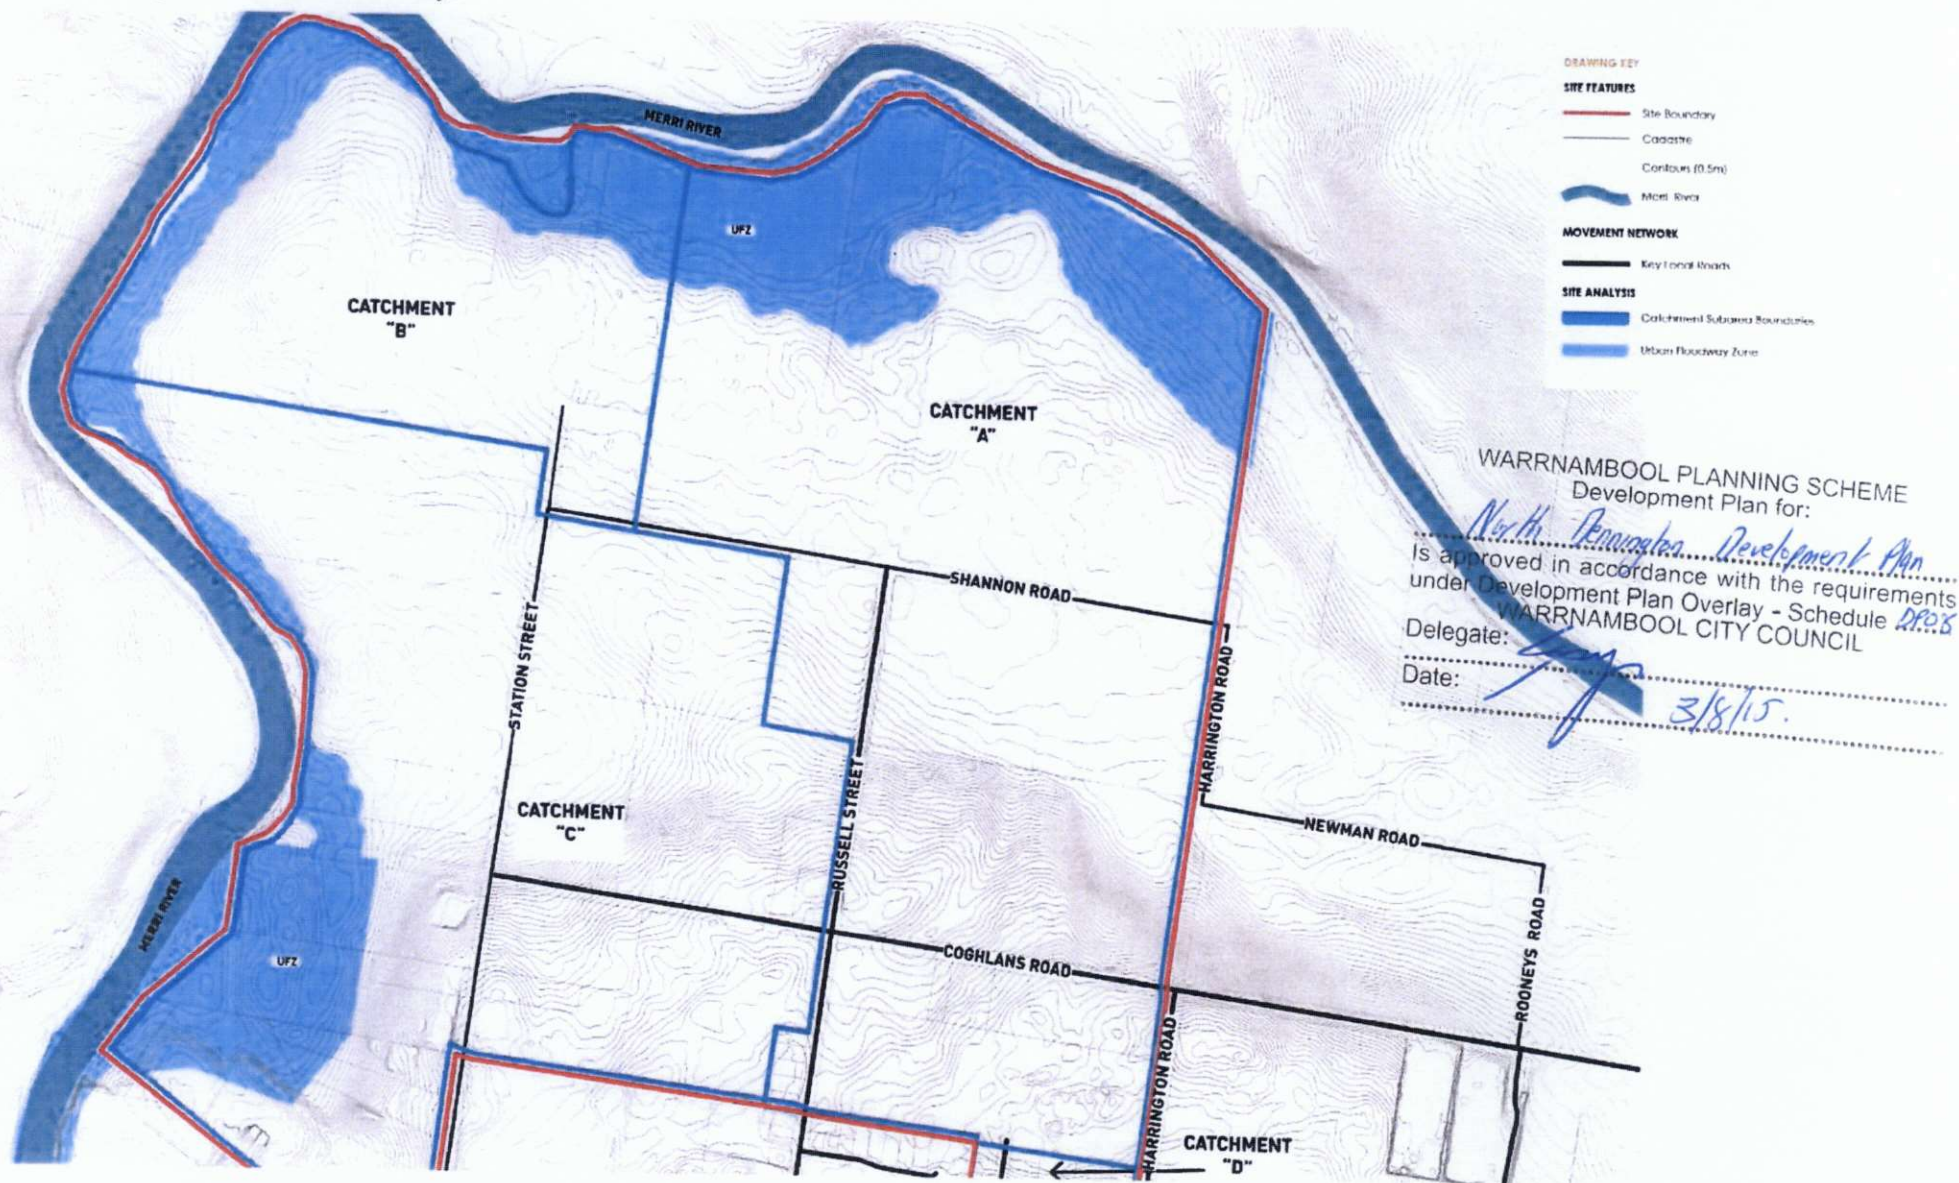 MERRI RIVER
UFZ
CATCHMENT
"B"
CATCHMENT
"A"
SHANNON ROAD
STATION STREET
HARRINGTON ROAD
CATCHMENT
"C"
RUSSELL STREET
NEWMAN ROAD
MERRI RIVER
UFZ
COGHLANS ROAD
ROONEYS ROAD
HARRINGTON ROAD
CATCHMENT
"D"
DRAWING KEY
SITE FEATURES
Site Boundary
Cadastre
Contours (0.5m)
Merri River
MOVEMENT NETWORK
Key Local Roads
SITE ANALYSIS
Catchment Subarea Boundaries
Urban Floodway Zone
WARRNAMBOOL PLANNING SCHEME
Development Plan for:
North Dennington Development Plan
Is approved in accordance with the requirements
under Development Plan Overlay - Schedule DPO8
WARRNAMBOOL CITY COUNCIL
Delegate:
Date: 3/8/15.